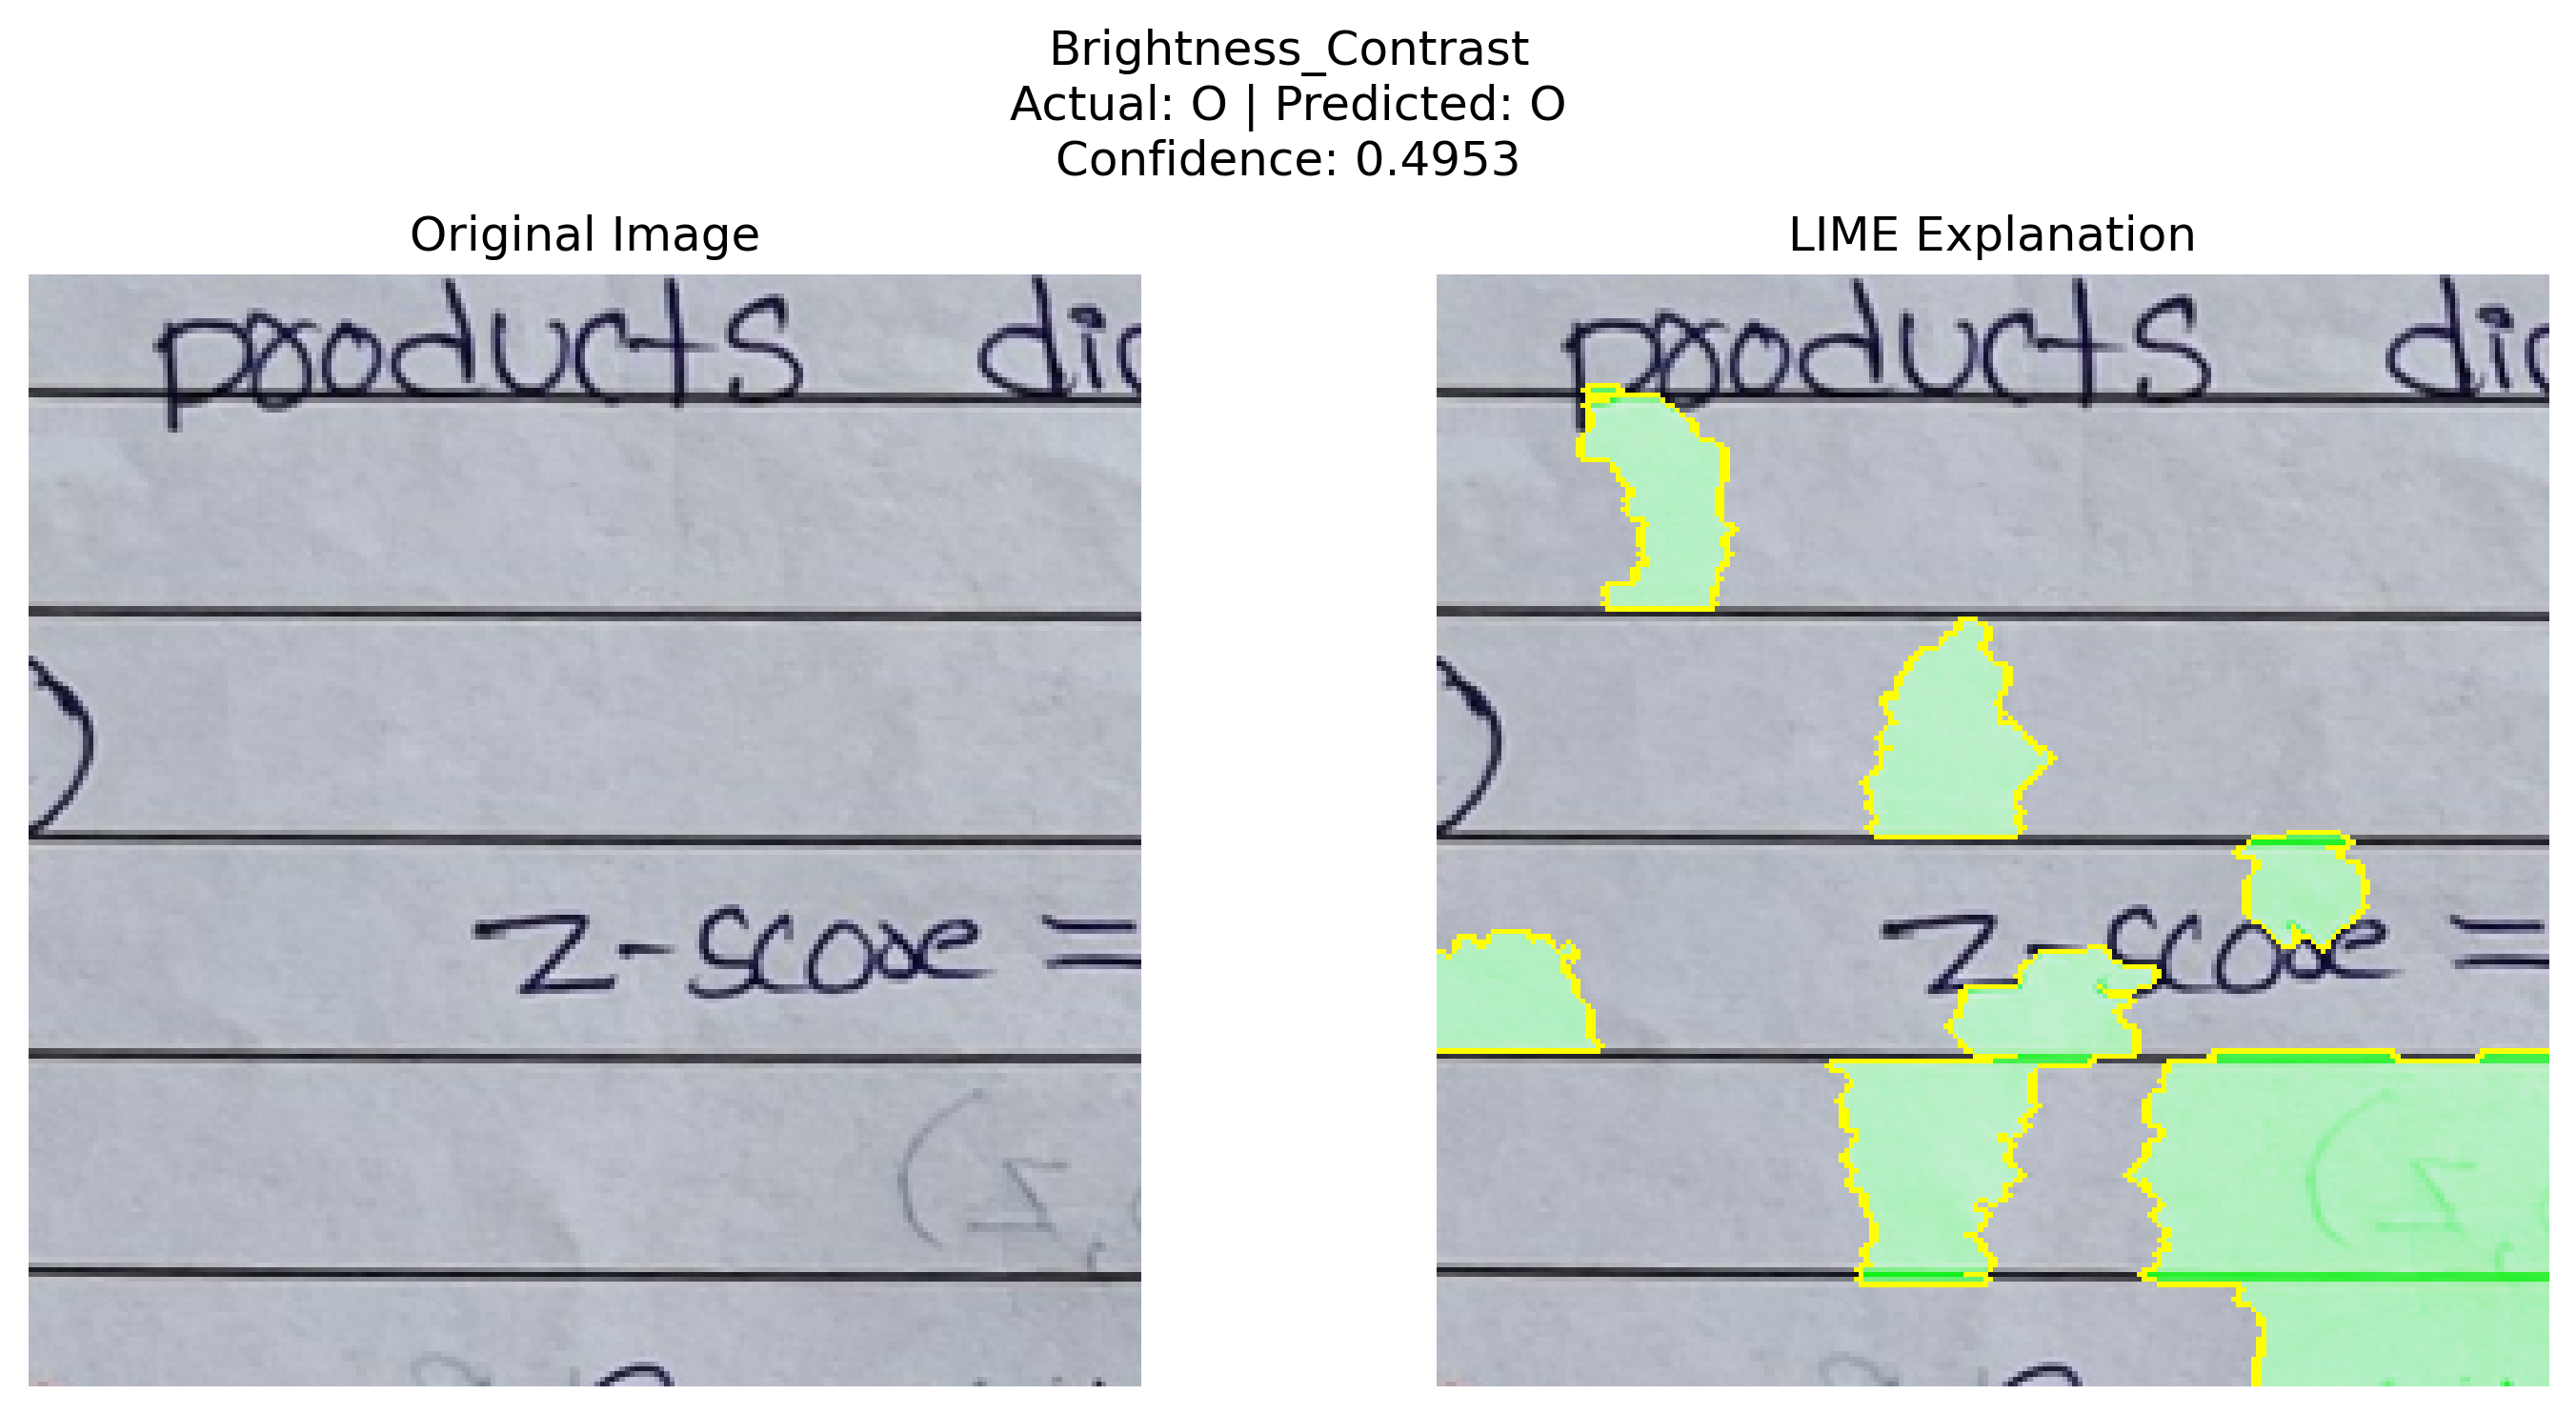 Brightness_Contrast
Actual: O | Predicted: O
Confidence: 0.4953
Original Image
products
)
z-score =
LIME Explanation
products
)
z-score =